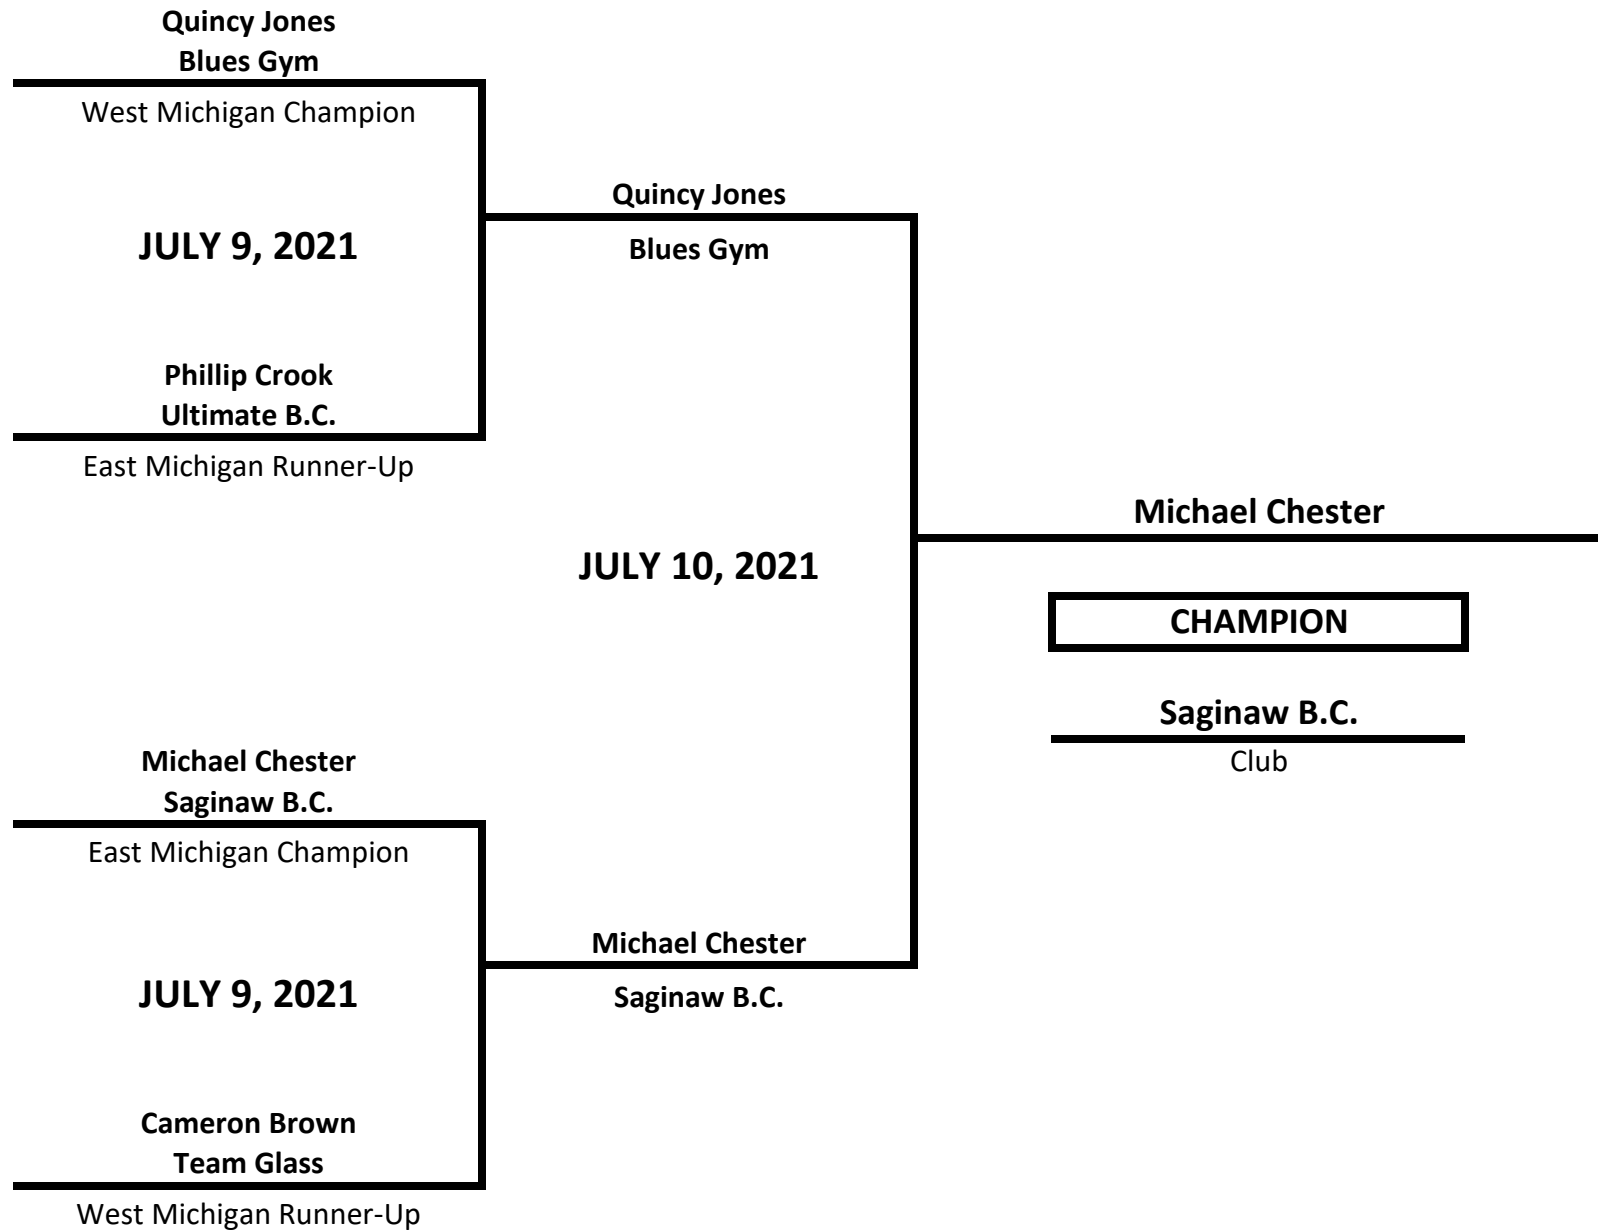 Quincy Jones
Blues Gym
West Michigan Champion
JULY 9, 2021
Phillip Crook
Ultimate B.C.
East Michigan Runner-Up
Quincy Jones
Blues Gym
JULY 10, 2021
Michael Chester
Saginaw B.C.
East Michigan Champion
JULY 9, 2021
Cameron Brown
Team Glass
West Michigan Runner-Up
Michael Chester
Saginaw B.C.
Michael Chester
CHAMPION
Saginaw B.C.
Club